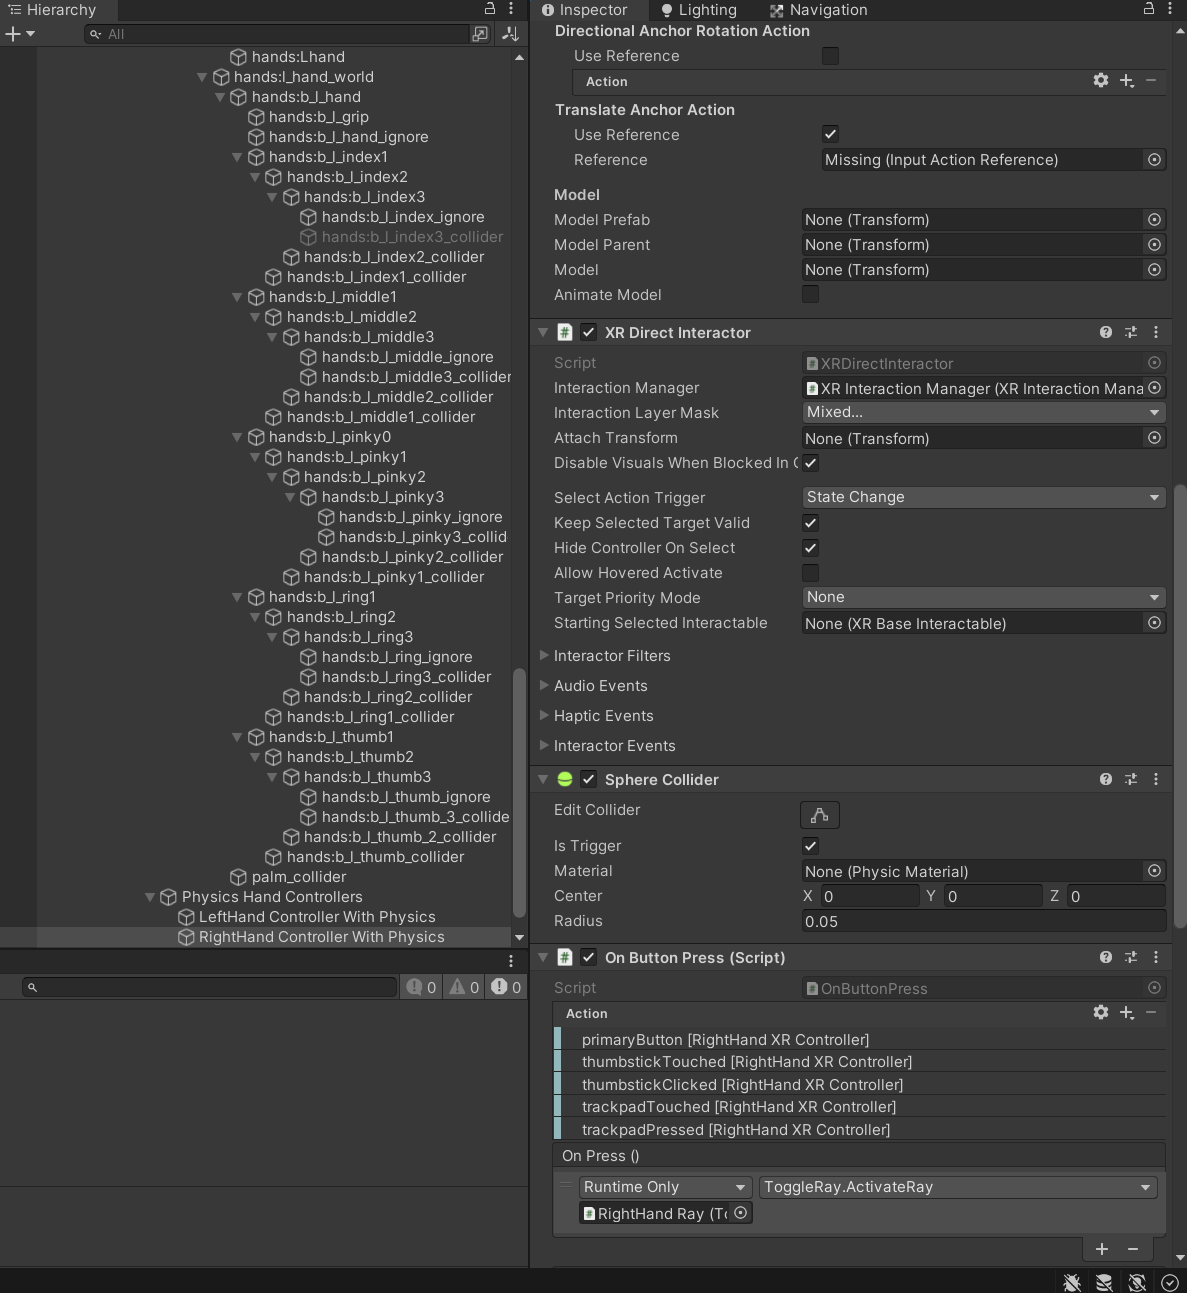 Hierarchy
All
hands:Lhand
hands:l_hand_world
hands:b_l_hand
hands:b_l_grip
hands:b_l_hand_ignore
hands:b_l_index1
hands:b_l_index2
hands:b_l_index3
hands:b_l_index_ignore
hands:b_l_index3_collider
hands:b_l_index2_collider
hands:b_l_index1_collider
hands:b_l_middle1
hands:b_l_middle2
hands:b_l_middle3
hands:b_l_middle_ignore
hands:b_l_middle3_collider
hands:b_l_middle2_collider
hands:b_l_middle1_collider
hands:b_l_pinky0
hands:b_l_pinky1
hands:b_l_pinky2
hands:b_l_pinky3
hands:b_l_pinky_ignore
hands:b_l_pinky3_collid
hands:b_l_pinky2_collider
hands:b_l_pinky1_collider
hands:b_l_ring1
hands:b_l_ring2
hands:b_l_ring3
hands:b_l_ring_ignore
hands:b_l_ring3_collider
hands:b_l_ring2_collider
hands:b_l_ring1_collider
hands:b_l_thumb1
hands:b_l_thumb2
hands:b_l_thumb3
hands:b_l_thumb_ignore
hands:b_l_thumb_3_collide
hands:b_l_thumb_2_collider
hands:b_l_thumb_collider
palm_collider
Physics Hand Controllers
LeftHand Controller With Physics
RightHand Controller With Physics
0 0 0
Inspector Lighting Navigation
Directional Anchor Rotation Action
Use Reference
Action
Translate Anchor Action
Use Reference
Reference Missing (Input Action Reference)
Model
Model Prefab None (Transform)
Model Parent None (Transform)
Model None (Transform)
Animate Model
# XR Direct Interactor
Script # XRDirectInteractor
Interaction Manager # XR Interaction Manager (XR Interaction Mana
Interaction Layer Mask Mixed...
Attach Transform None (Transform)
Disable Visuals When Blocked In
Select Action Trigger State Change
Keep Selected Target Valid
Hide Controller On Select
Allow Hovered Activate
Target Priority Mode None
Starting Selected Interactable None (XR Base Interactable)
Interactor Filters
Audio Events
Haptic Events
Interactor Events
Sphere Collider
Edit Collider
Is Trigger
Material None (Physic Material)
Center X 0 Y 0 Z 0
Radius 0.05
# On Button Press (Script)
Script # OnButtonPress
Action
primaryButton [RightHand XR Controller]
thumbstickTouched [RightHand XR Controller]
thumbstickClicked [RightHand XR Controller]
trackpadTouched [RightHand XR Controller]
trackpadPressed [RightHand XR Controller]
On Press ()
Runtime Only ToggleRay.ActivateRay
# RightHand Ray (To